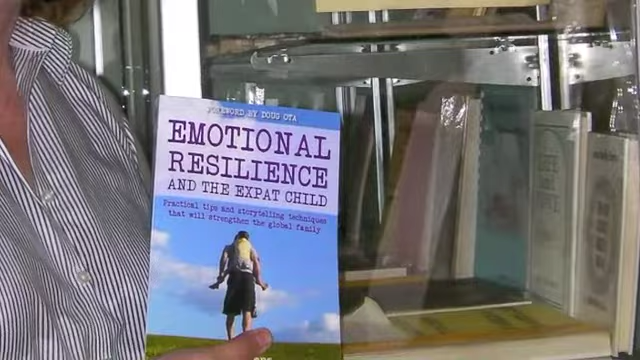 FOREWORD BY DOUG OTA
EMOTIONAL
RESILIENCE
AND THE EXPAT CHILD
Practical tips and storytelling techniques
that will strengthen the global family